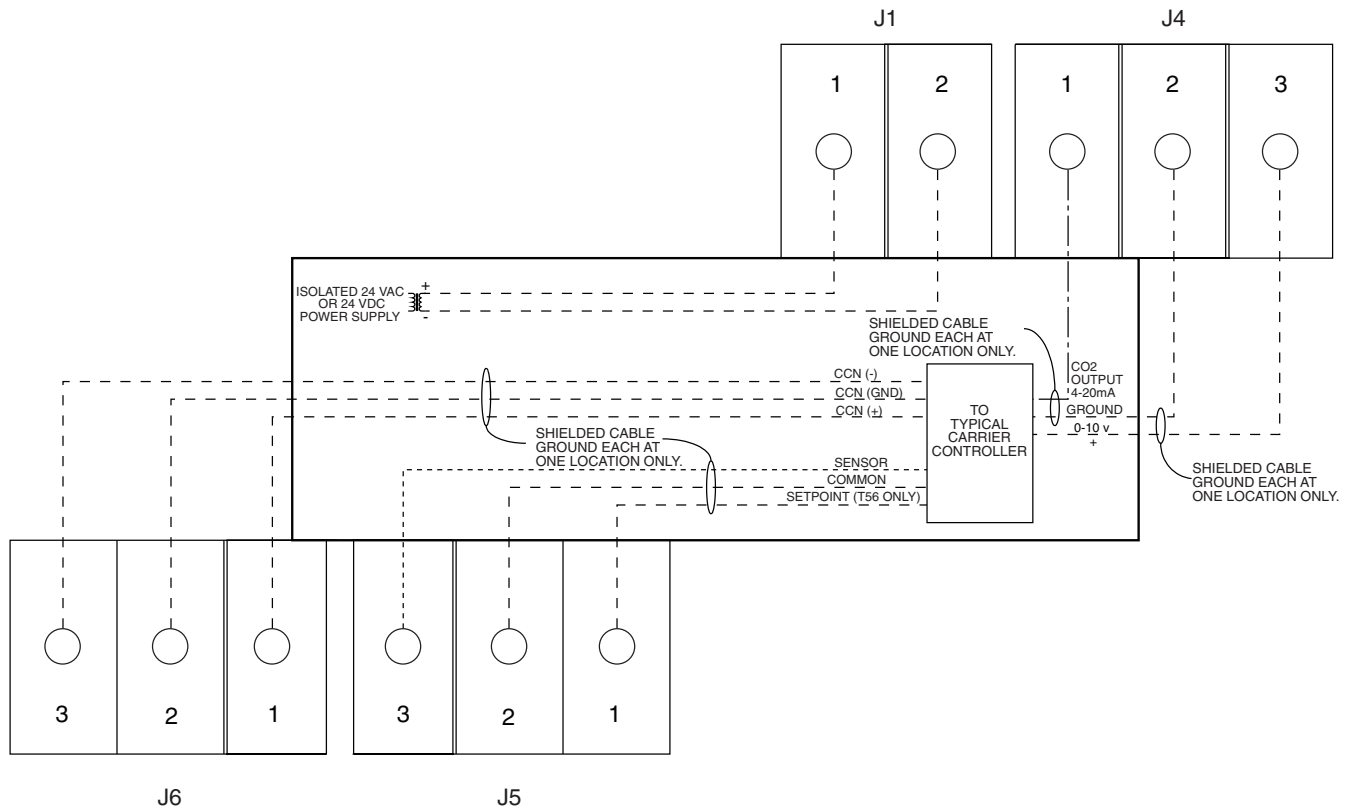 J1
J4
1
2
1
2
3
ISOLATED 24 VAC
OR 24 VDC
POWER SUPPLY
+
-
SHIELDED CABLE
GROUND EACH AT
ONE LOCATION ONLY.
CCN (-)
CCN (GND)
CCN (+)
TO
TYPICAL
CARRIER
CONTROLLER
CO2
OUTPUT
4-20mA
GROUND
0-10 v
+
SHIELDED CABLE
GROUND EACH AT
ONE LOCATION ONLY.
SENSOR
COMMON
SETPOINT (T56 ONLY)
SHIELDED CABLE
GROUND EACH AT
ONE LOCATION ONLY.
3
2
1
3
2
1
J6
J5